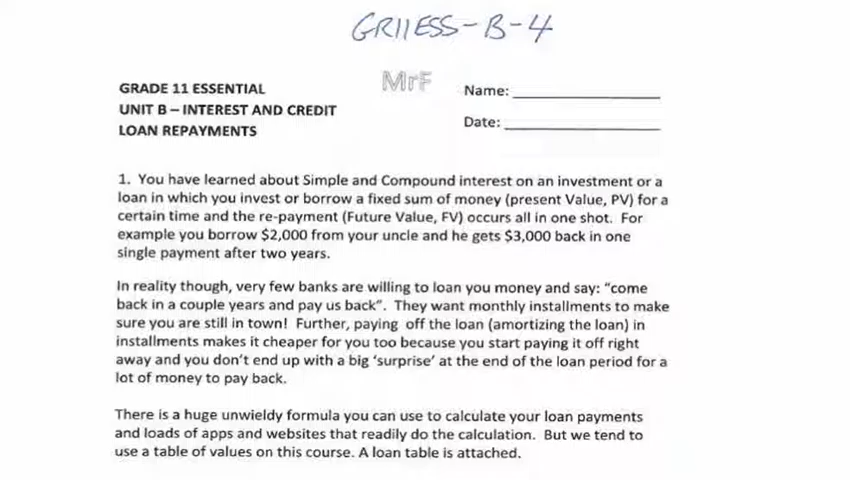 GR11ESS-B-4
MrF
GRADE 11 ESSENTIAL
UNIT B – INTEREST AND CREDIT
LOAN REPAYMENTS
Name: ____________________
Date: ____________________
1. You have learned about Simple and Compound interest on an investment or a
loan in which you invest or borrow a fixed sum of money (present Value, PV) for a
certain time and the re-payment (Future Value, FV) occurs all in one shot. For
example you borrow $2,000 from your uncle and he gets $3,000 back in one
single payment after two years.
In reality though, very few banks are willing to loan you money and say: “come
back in a couple years and pay us back”. They want monthly installments to make
sure you are still in town! Further, paying off the loan (amortizing the loan) in
installments makes it cheaper for you too because you start paying it off right
away and you don’t end up with a big ‘surprise’ at the end of the loan period for a
lot of money to pay back.
There is a huge unwieldy formula you can use to calculate your loan payments
and loads of apps and websites that readily do the calculation. But we tend to
use a table of values on this course. A loan table is attached.